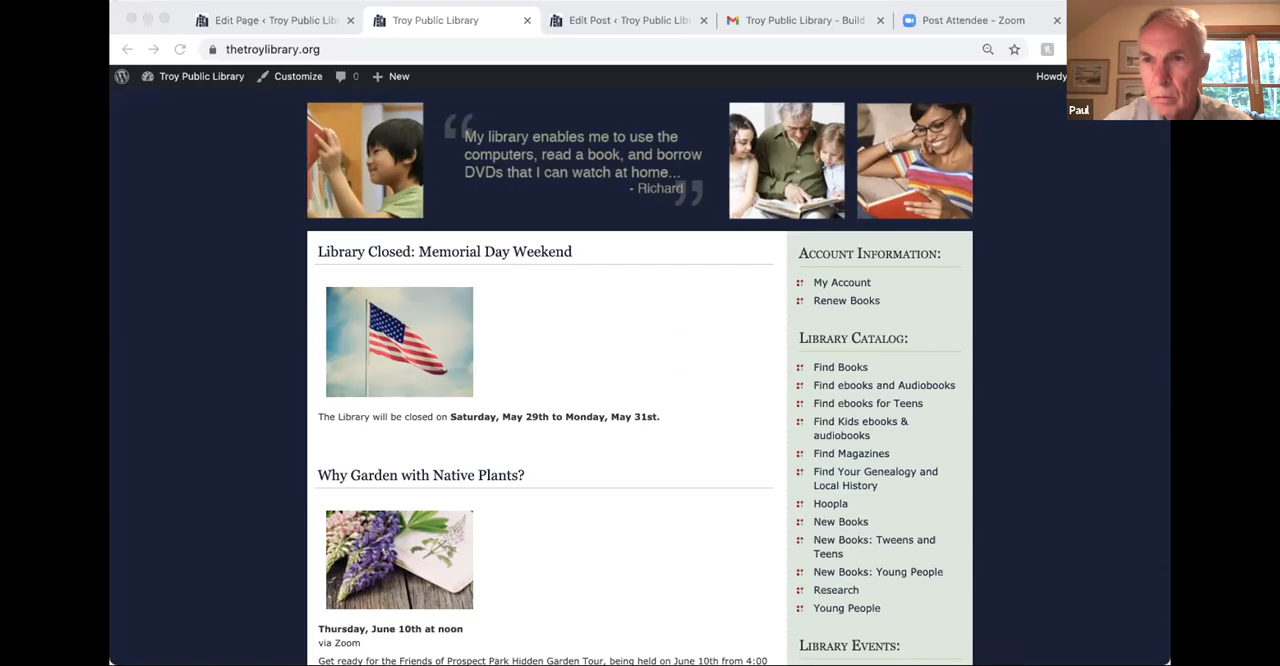 Edit Page ‹ Troy Public Lib
Troy Public Library
Edit Post ‹ Troy Public Libr
Troy Public Library - Build
Post Attendee - Zoom
thetroylibrary.org
Troy Public Library
Customize
0
New
Howdy
Paul
“My library enables me to use the
computers, read a book, and borrow
DVDs that I can watch at home...
- Richard”
Library Closed: Memorial Day Weekend
The Library will be closed on Saturday, May 29th to Monday, May 31st.
Why Garden with Native Plants?
Thursday, June 10th at noon
via Zoom
Get ready for the Friends of Prospect Park Hidden Garden Tour, being held on June 10th from 4:00
Account Information:
My Account
Renew Books
Library Catalog:
Find Books
Find ebooks and Audiobooks
Find ebooks for Teens
Find Kids ebooks &
audiobooks
Find Magazines
Find Your Genealogy and
Local History
Hoopla
New Books
New Books: Tweens and
Teens
New Books: Young People
Research
Young People
Library Events: